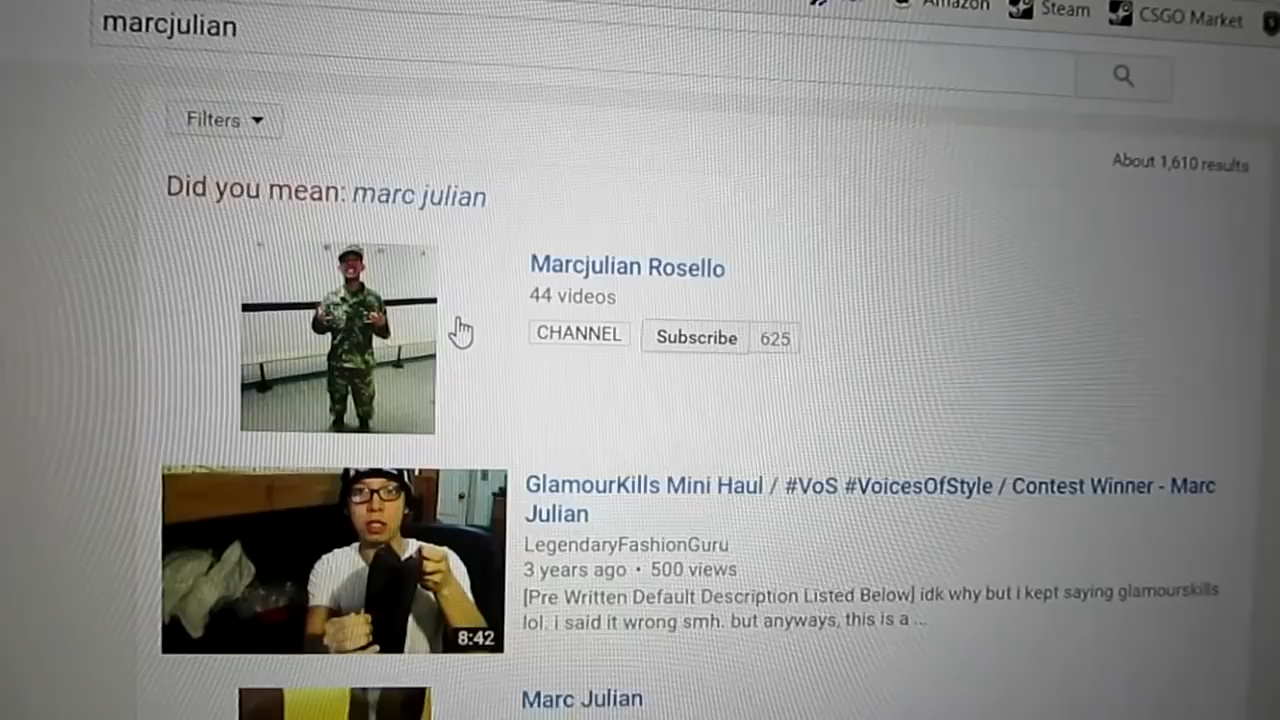 Amazon
Steam
CSGO Market
marcjulian
Filters
About 1,610 results
Did you mean: marc julian
Marcjulian Rosello
44 videos
CHANNEL
Subscribe 625
GlamourKills Mini Haul / #VoS #VoicesOfStyle / Contest Winner - Marc
Julian
LegendaryFashionGuru
3 years ago • 500 views
[Pre Written Default Description Listed Below] idk why but i kept saying glamourskills
lol. i said it wrong smh. but anyways, this is a ...
8:42
Marc Julian